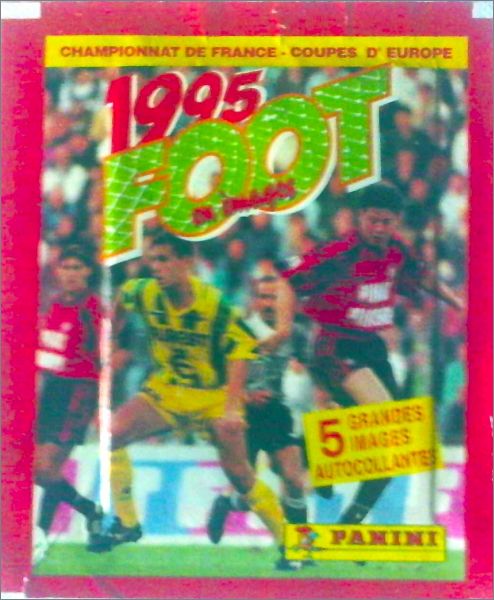 CHAMPIONNAT DE FRANCE - COUPES D' EUROPE
1995
FOOT
EN IMAGES
5 GRANDES
IMAGES
AUTOCOLLANTES
PANINI